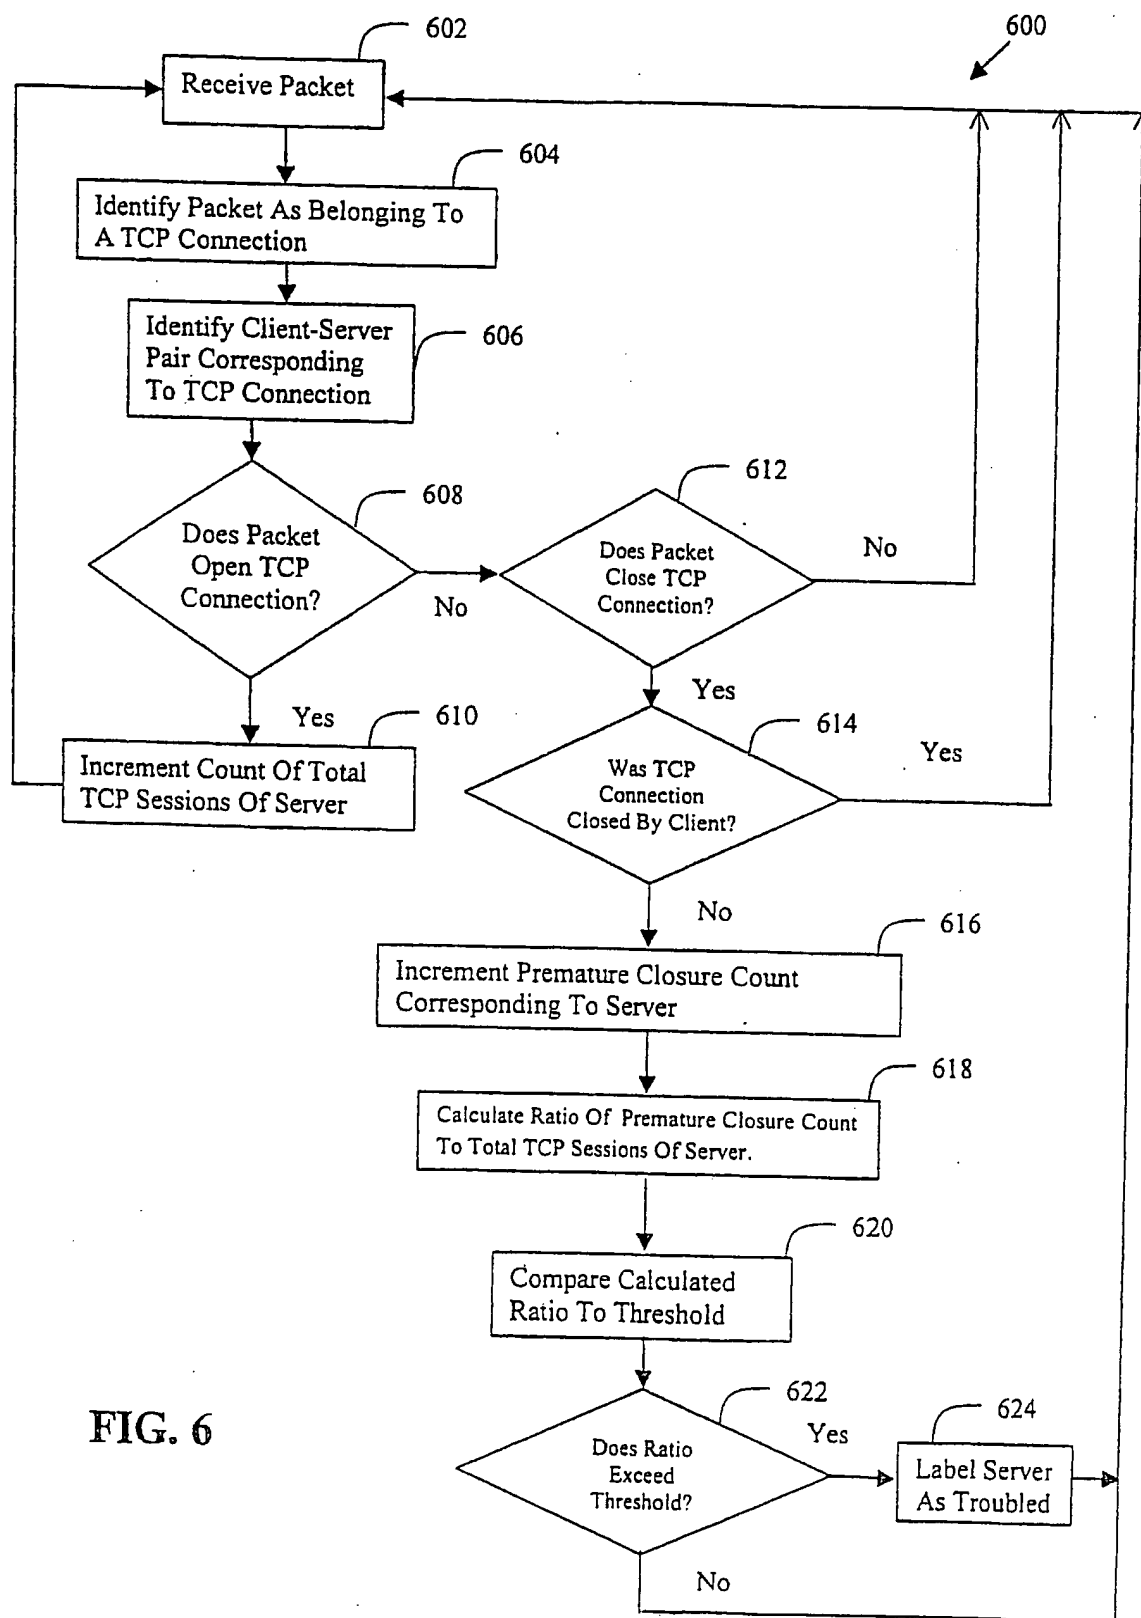 602
600
Receive Packet
604
Identify Packet As Belonging To
A TCP Connection
606
Identify Client-Server
Pair Corresponding
To TCP Connection
608
Does Packet
Open TCP
Connection?
No
612
Does Packet
Close TCP
Connection?
No
Yes
Yes
610
Increment Count Of Total
TCP Sessions Of Server
614
Was TCP
Connection
Closed By Client?
Yes
No
616
Increment Premature Closure Count
Corresponding To Server
618
Calculate Ratio Of Premature Closure Count
To Total TCP Sessions Of Server.
620
Compare Calculated
Ratio To Threshold
622
Does Ratio
Exceed
Threshold?
Yes
624
Label Server
As Troubled
No
FIG. 6